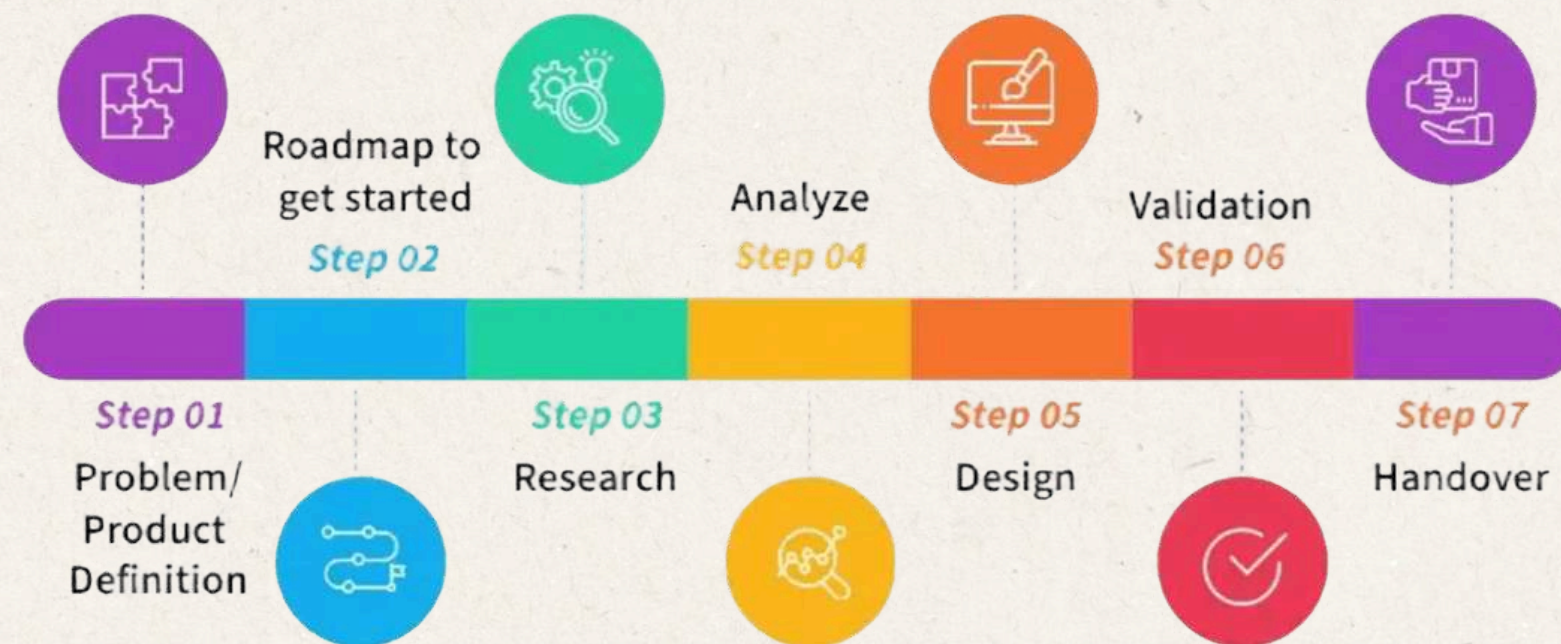 Step 01
Problem/
Product
Definition
Roadmap to
get started
Step 02
Step 03
Research
Analyze
Step 04
Step 05
Design
Validation
Step 06
Step 07
Handover